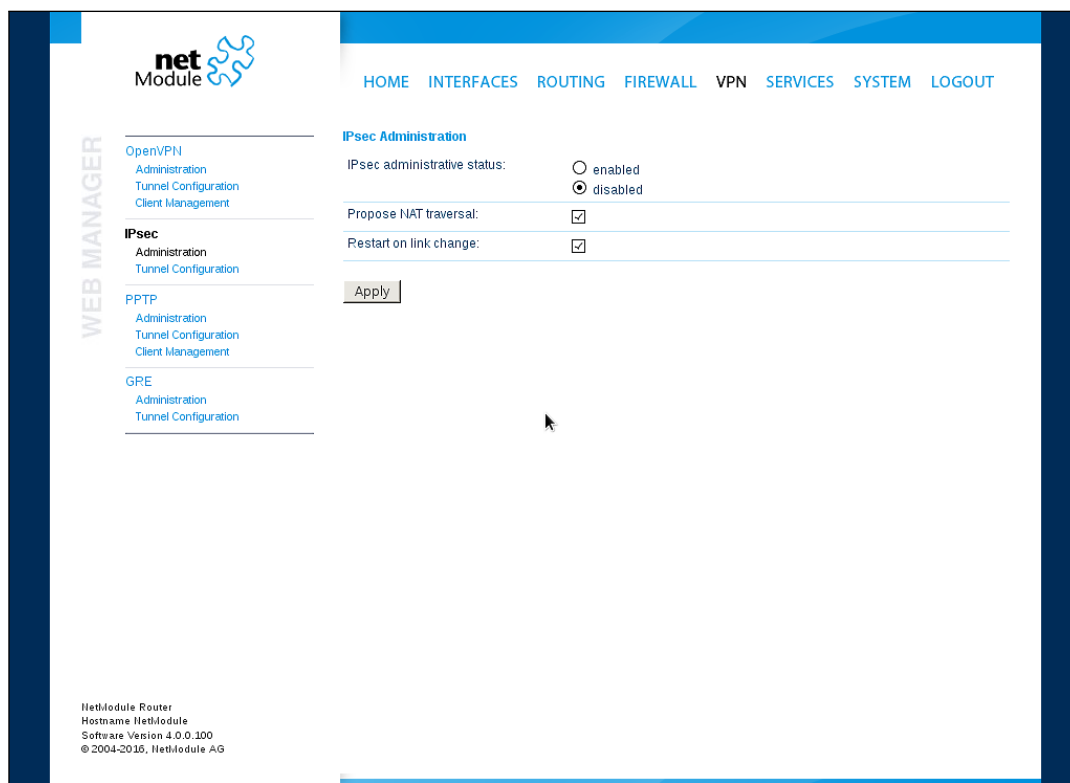 net
Module
HOME INTERFACES ROUTING FIREWALL VPN SERVICES SYSTEM LOGOUT
WEB MANAGER
OpenVPN
Administration
Tunnel Configuration
Client Management
IPsec
Administration
Tunnel Configuration
PPTP
Administration
Tunnel Configuration
Client Management
GRE
Administration
Tunnel Configuration
IPsec Administration
IPsec administrative status:
enabled
disabled
Propose NAT traversal:
Restart on link change:
Apply
NetModule Router
Hostname NetModule
Software Version 4.0.0.100
© 2004-2016, NetModule AG